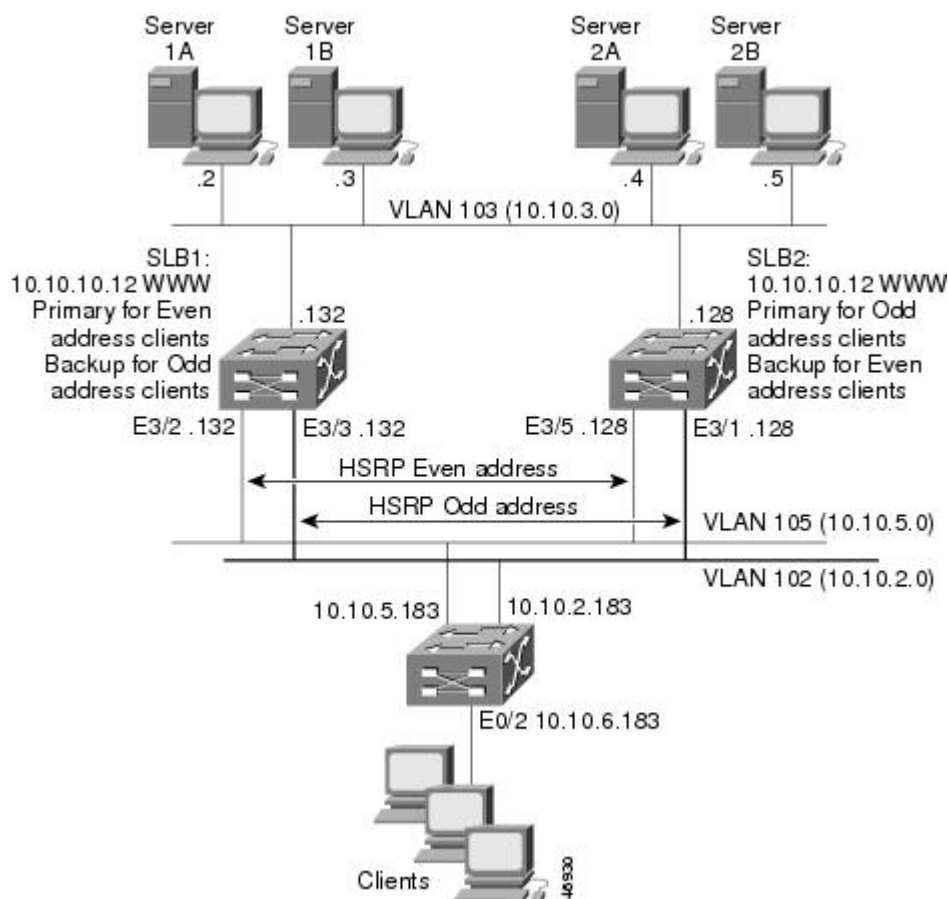 Server
1A
Server
1B
Server
2A
Server
2B
.2
.3
.4
.5
VLAN 103 (10.10.3.0)
SLB1:
10.10.10.12 WWW
Primary for Even
address clients
Backup for Odd
address clients
.132
SLB2:
10.10.10.12 WWW
Primary for Odd
address clients
Backup for Even
address clients
.128
E3/2 .132
E3/3 .132
E3/5 .128
E3/1 .128
HSRP Even address
HSRP Odd address
VLAN 105 (10.10.5.0)
VLAN 102 (10.10.2.0)
10.10.5.183
10.10.2.183
E0/2 10.10.6.183
Clients
46930